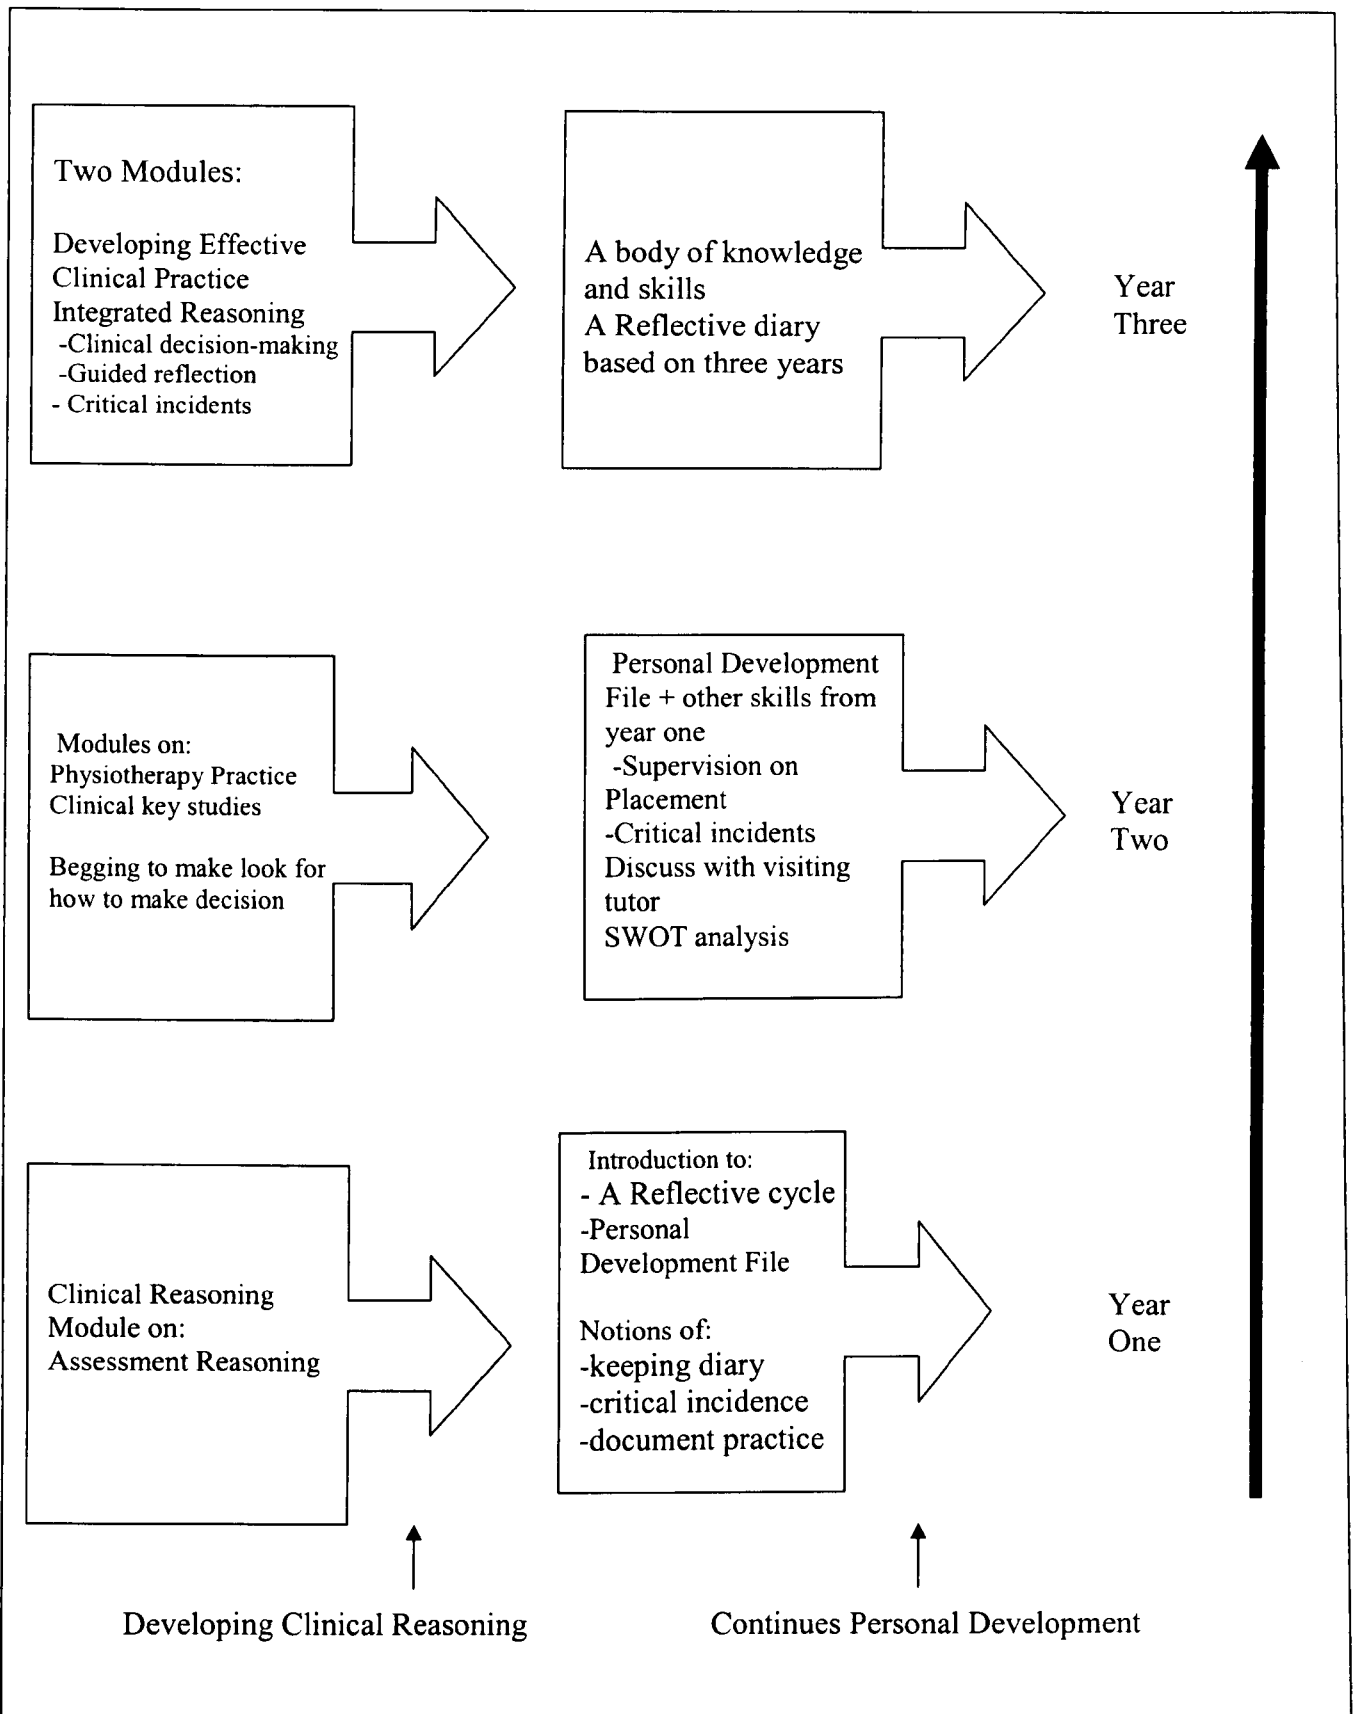 Two Modules:
Developing Effective
Clinical Practice
Integrated Reasoning
-Clinical decision-making
-Guided reflection
- Critical incidents
A body of knowledge
and skills
A Reflective diary
based on three years
Year
Three
Modules on:
Physiotherapy Practice
Clinical key studies
Begging to make look for
how to make decision
Personal Development
File + other skills from
year one
-Supervision on
Placement
-Critical incidents
Discuss with visiting
tutor
SWOT analysis
Year
Two
Clinical Reasoning
Module on:
Assessment Reasoning
Introduction to:
- A Reflective cycle
-Personal
Development File
Notions of:
-keeping diary
-critical incidence
-document practice
Year
One
Developing Clinical Reasoning
Continues Personal Development